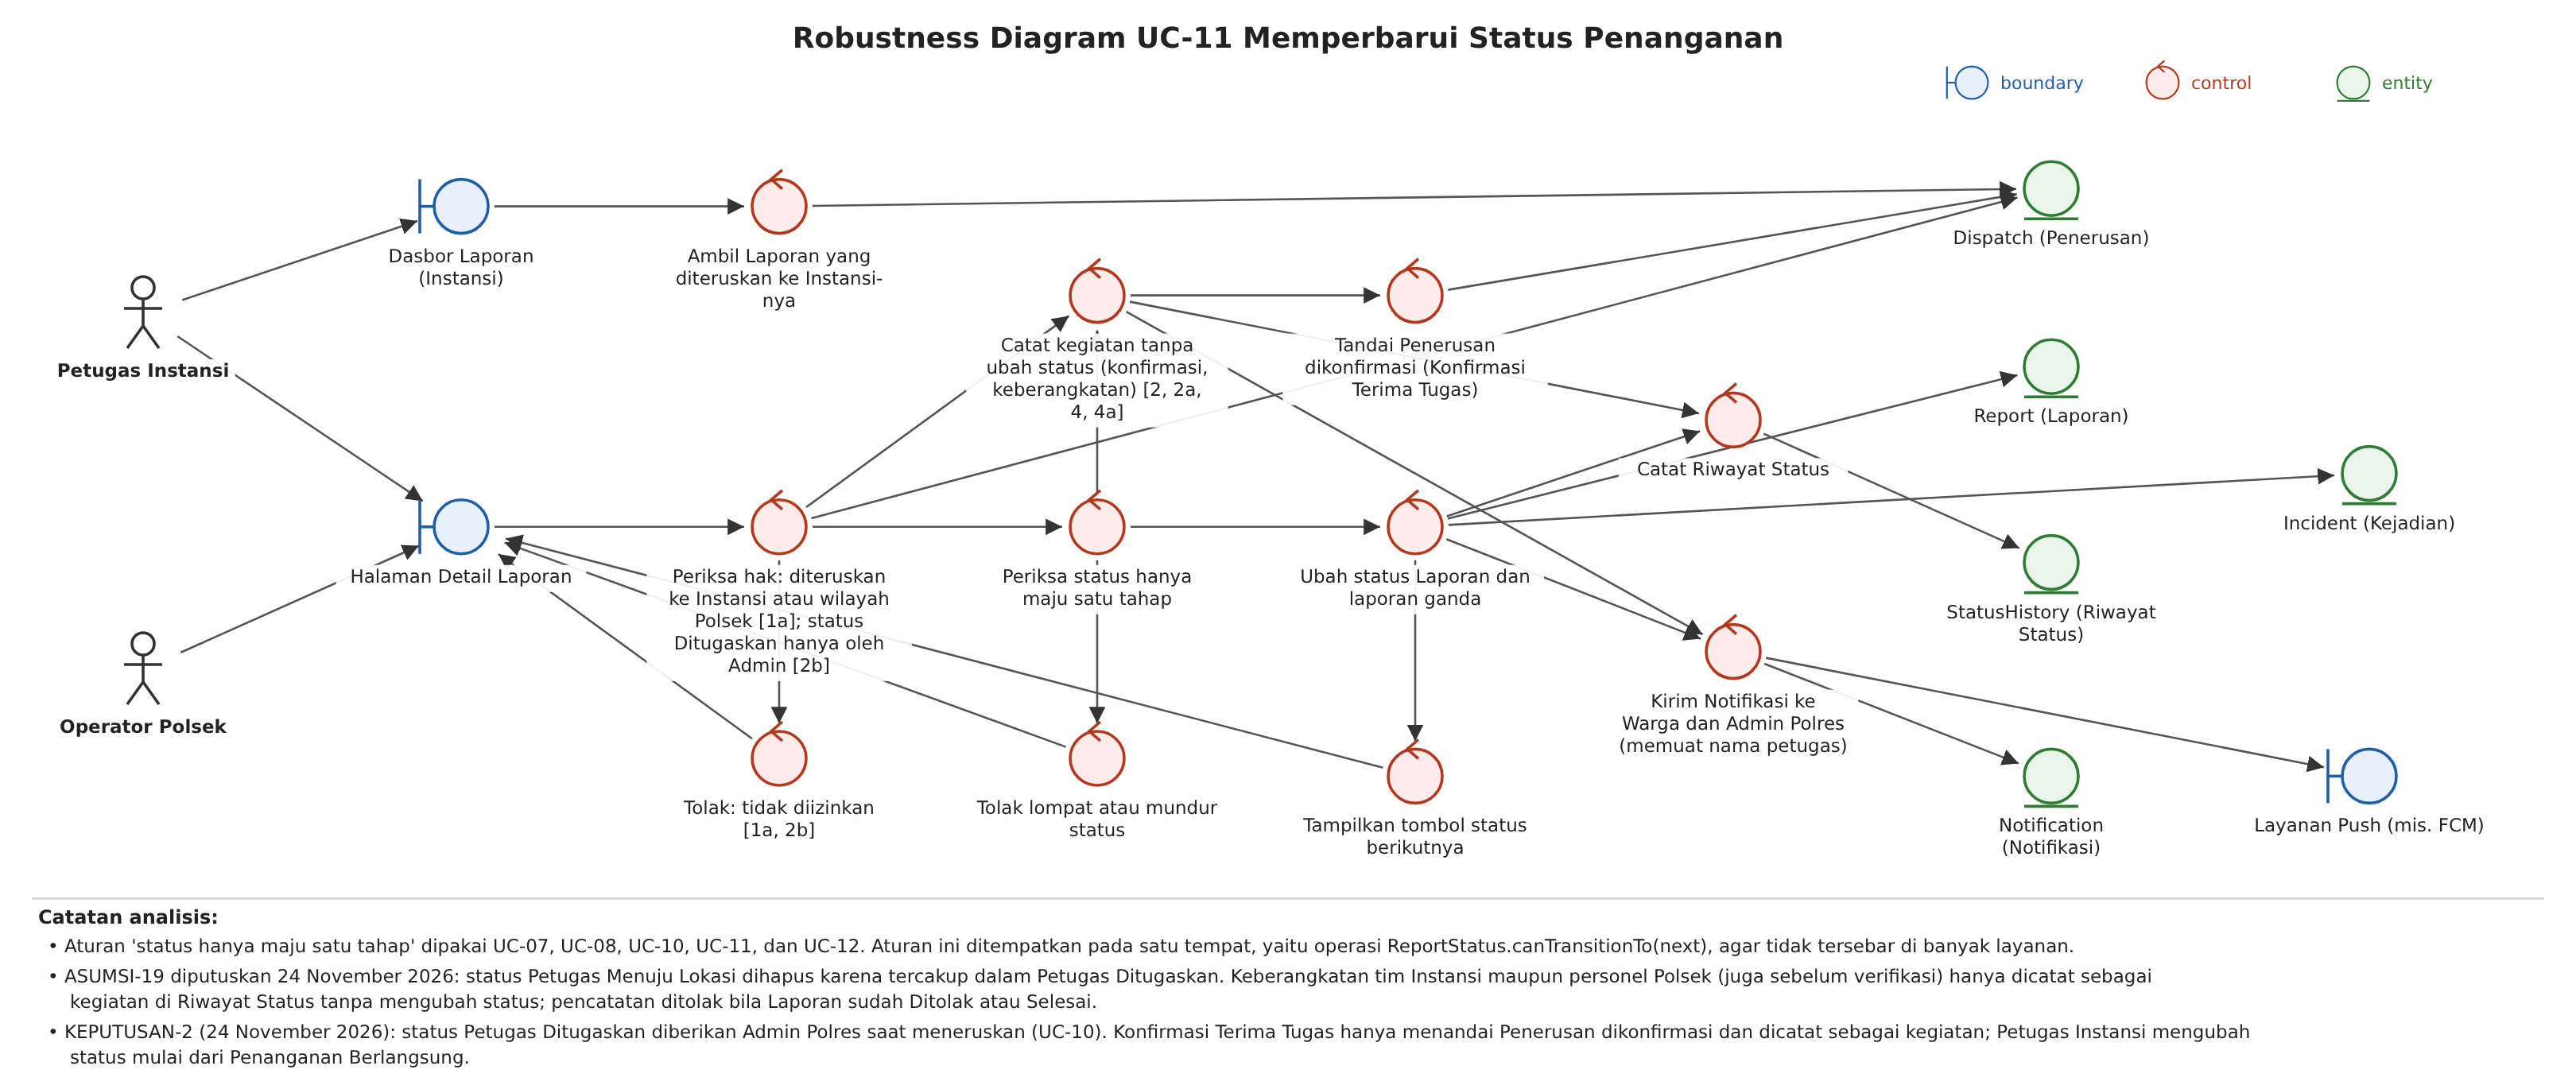 Robustness Diagram UC-11 Memperbarui Status Penanganan
boundary
control
entity
Dasbor Laporan
(Instansi)
Ambil Laporan yang
diteruskan ke Instansi-
nya
Dispatch (Penerusan)
Petugas Instansi
Catat kegiatan tanpa
ubah status (konfirmasi,
keberangkatan) [2, 2a,
4, 4a]
Tandai Penerusan
dikonfirmasi (Konfirmasi
Terima Tugas)
Report (Laporan)
Catat Riwayat Status
Incident (Kejadian)
Halaman Detail Laporan
Periksa hak: diteruskan
ke Instansi atau wilayah
Polsek [1a]; status
Ditugaskan hanya oleh
Admin [2b]
Periksa status hanya
maju satu tahap
Ubah status Laporan dan
laporan ganda
StatusHistory (Riwayat
Status)
Operator Polsek
Kirim Notifikasi ke
Warga dan Admin Polres
(memuat nama petugas)
Tolak: tidak diizinkan
[1a, 2b]
Tolak lompat atau mundur
status
Tampilkan tombol status
berikutnya
Notification
(Notifikasi)
Layanan Push (mis. FCM)
Catatan analisis:
• Aturan 'status hanya maju satu tahap' dipakai UC-07, UC-08, UC-10, UC-11, dan UC-12. Aturan ini ditempatkan pada satu tempat, yaitu operasi ReportStatus.canTransitionTo(next), agar tidak tersebar di banyak layanan.
• ASUMSI-19 diputuskan 24 November 2026: status Petugas Menuju Lokasi dihapus karena tercakup dalam Petugas Ditugaskan. Keberangkatan tim Instansi maupun personel Polsek (juga sebelum verifikasi) hanya dicatat sebagai
kegiatan di Riwayat Status tanpa mengubah status; pencatatan ditolak bila Laporan sudah Ditolak atau Selesai.
• KEPUTUSAN-2 (24 November 2026): status Petugas Ditugaskan diberikan Admin Polres saat meneruskan (UC-10). Konfirmasi Terima Tugas hanya menandai Penerusan dikonfirmasi dan dicatat sebagai kegiatan; Petugas Instansi mengubah
status mulai dari Penanganan Berlangsung.